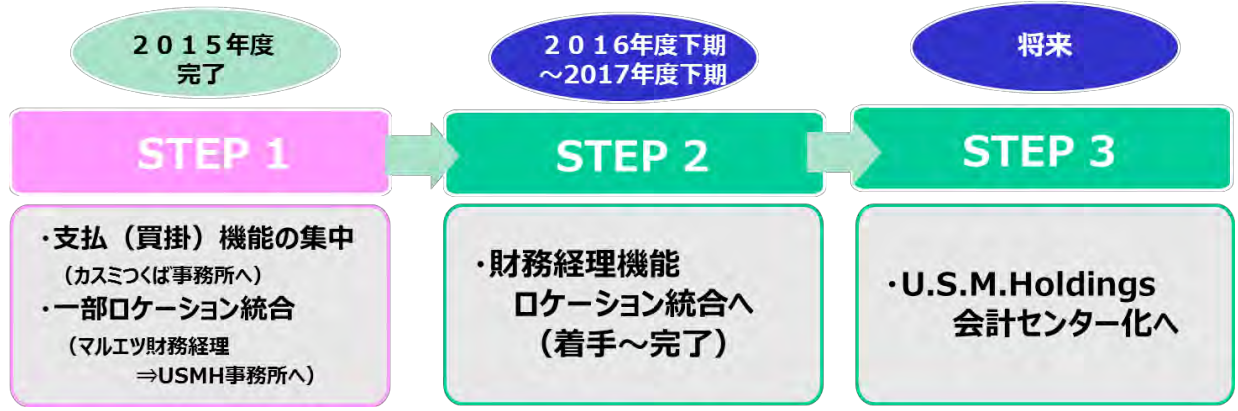 ２０１５年度
完了
STEP 1
・支払（買掛）機能の集中
（カスミつくば事務所へ）
・一部ロケーション統合
（マルエツ財務経理
⇒USMH事務所へ）
２０１6年度下期
～2017年度下期
STEP 2
・財務経理機能
ロケーション統合へ
（着手～完了）
将来
STEP 3
・U.S.M.Holdings
会計センター化へ